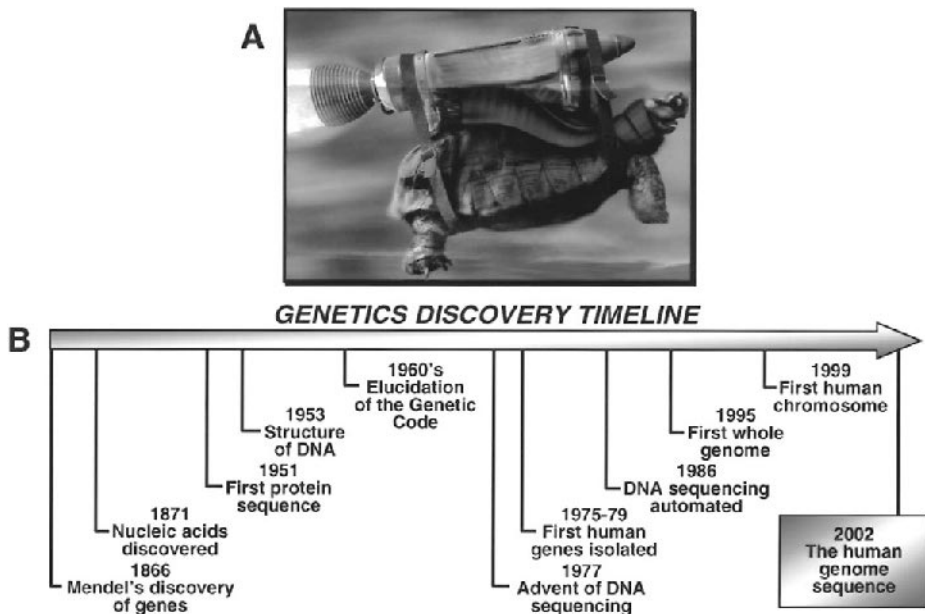 A
GENETICS DISCOVERY TIMELINE
B
1866
Mendel's discovery
of genes
1871
Nucleic acids
discovered
1951
First protein
sequence
1953
Structure
of DNA
1960's
Elucidation
of the Genetic
Code
1977
Advent of DNA
sequencing
1975-79
First human
genes isolated
1986
DNA sequencing
automated
1995
First whole
genome
1999
First human
chromosome
2002
The human
genome
sequence